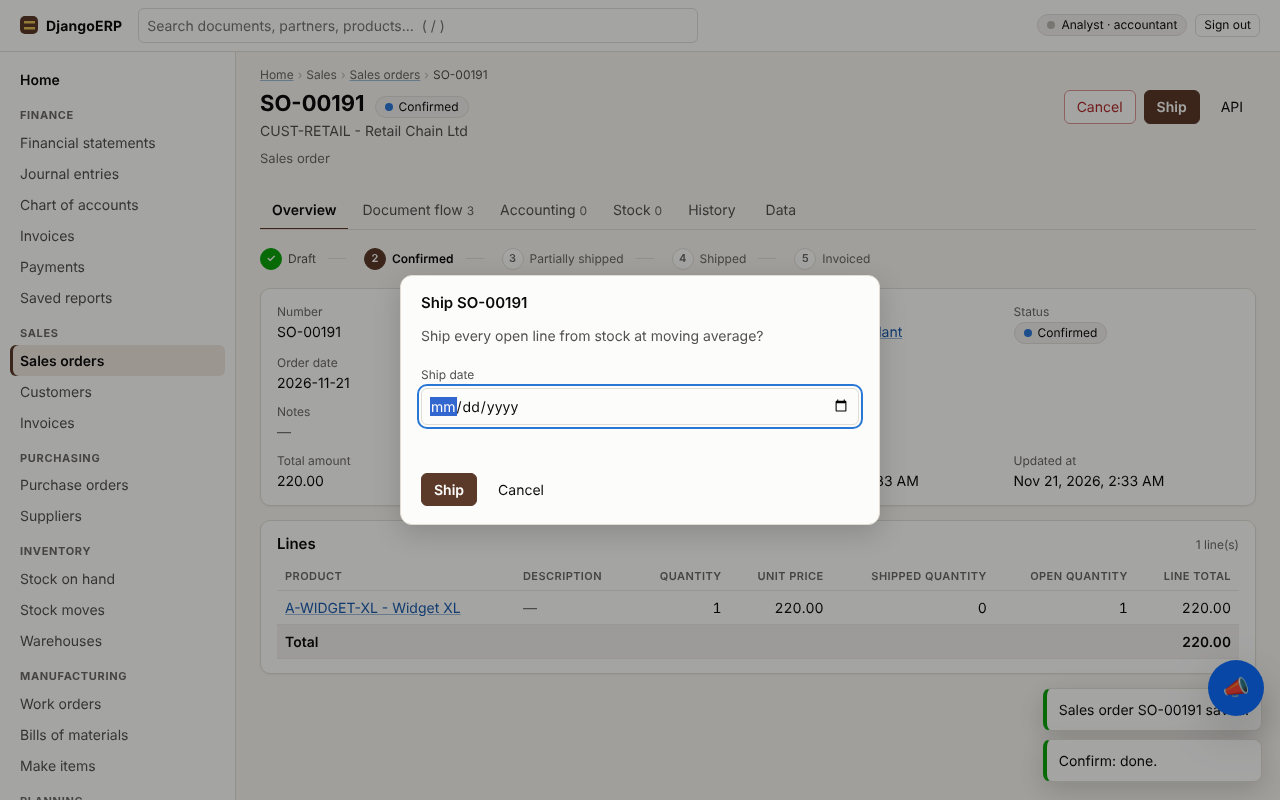 DjangoERP
Search documents, partners, products... ( / )
Analyst · accountant
Sign out
Home
FINANCE
Financial statements
Journal entries
Chart of accounts
Invoices
Payments
Saved reports
SALES
Sales orders
Customers
Invoices
PURCHASING
Purchase orders
Suppliers
INVENTORY
Stock on hand
Stock moves
Warehouses
MANUFACTURING
Work orders
Bills of materials
Make items
PLANNING
Home › Sales › Sales orders › SO-00191
SO-00191 Confirmed
CUST-RETAIL - Retail Chain Ltd
Sales order
Cancel Ship API
Overview Document flow 3 Accounting 0 Stock 0 History Data
Draft 2 Confirmed 3 Partially shipped 4 Shipped 5 Invoiced
Number
SO-00191
Status
Confirmed
Order date
2026-11-21
Notes
—
Total amount
220.00
33 AM
Updated at
Nov 21, 2026, 2:33 AM
Ship SO-00191
Ship every open line from stock at moving average?
Ship date
mm/dd/yyyy
Ship Cancel
Lines 1 line(s)
PRODUCT DESCRIPTION QUANTITY UNIT PRICE SHIPPED QUANTITY OPEN QUANTITY LINE TOTAL
A-WIDGET-XL - Widget XL — 1 220.00 0 1 220.00
Total 220.00
Sales order SO-00191
Confirm: done.